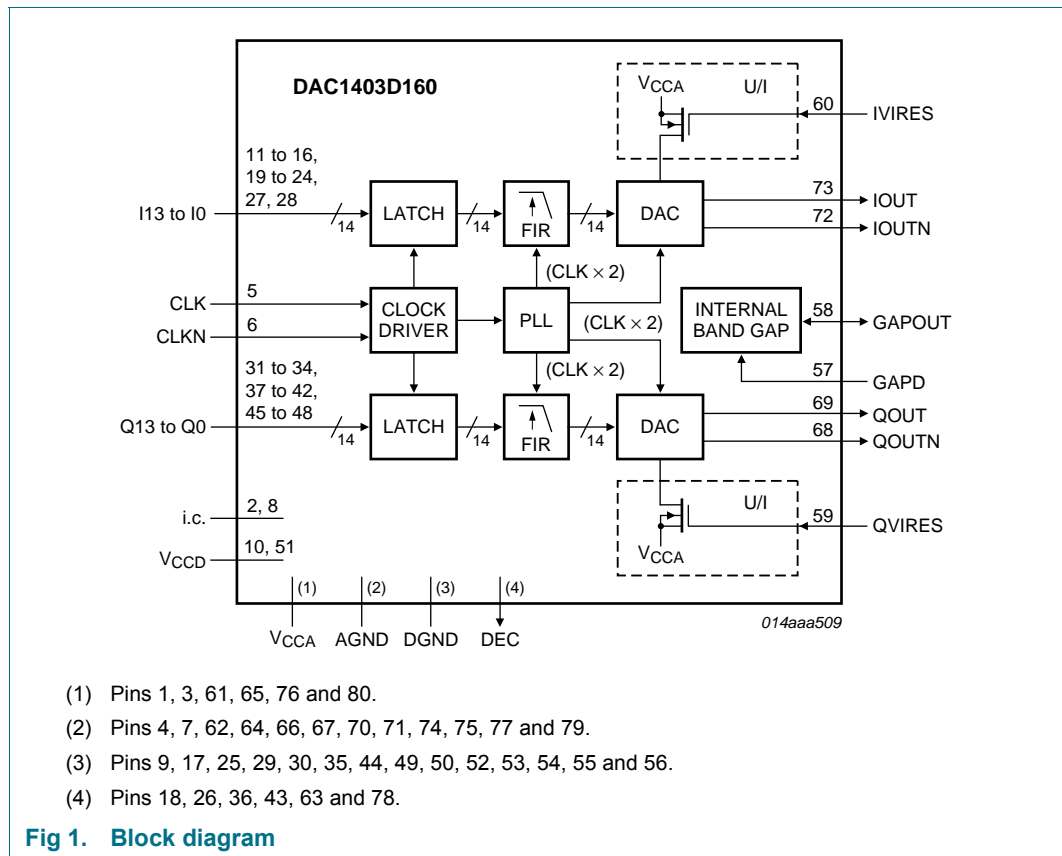 DAC1403D160
VCCA
U/I
60
IVIRES
11 to 16,
19 to 24,
27, 28
I13 to I0
14
LATCH
14
FIR
14
DAC
73
IOUT
72
IOUTN
(CLK × 2)
CLK
5
CLKN
6
CLOCK
DRIVER
PLL
(CLK × 2)
INTERNAL
BAND GAP
58
GAPOUT
57
GAPD
(CLK × 2)
31 to 34,
37 to 42,
45 to 48
Q13 to Q0
14
LATCH
14
FIR
14
DAC
69
QOUT
68
QOUTN
U/I
59
QVIRES
VCCA
i.c.
2, 8
VCCD
10, 51
(1)
(2)
(3)
(4)
VCCA
AGND
DGND
DEC
014aaa509
(1) Pins 1, 3, 61, 65, 76 and 80.
(2) Pins 4, 7, 62, 64, 66, 67, 70, 71, 74, 75, 77 and 79.
(3) Pins 9, 17, 25, 29, 30, 35, 44, 49, 50, 52, 53, 54, 55 and 56.
(4) Pins 18, 26, 36, 43, 63 and 78.
Fig 1. Block diagram